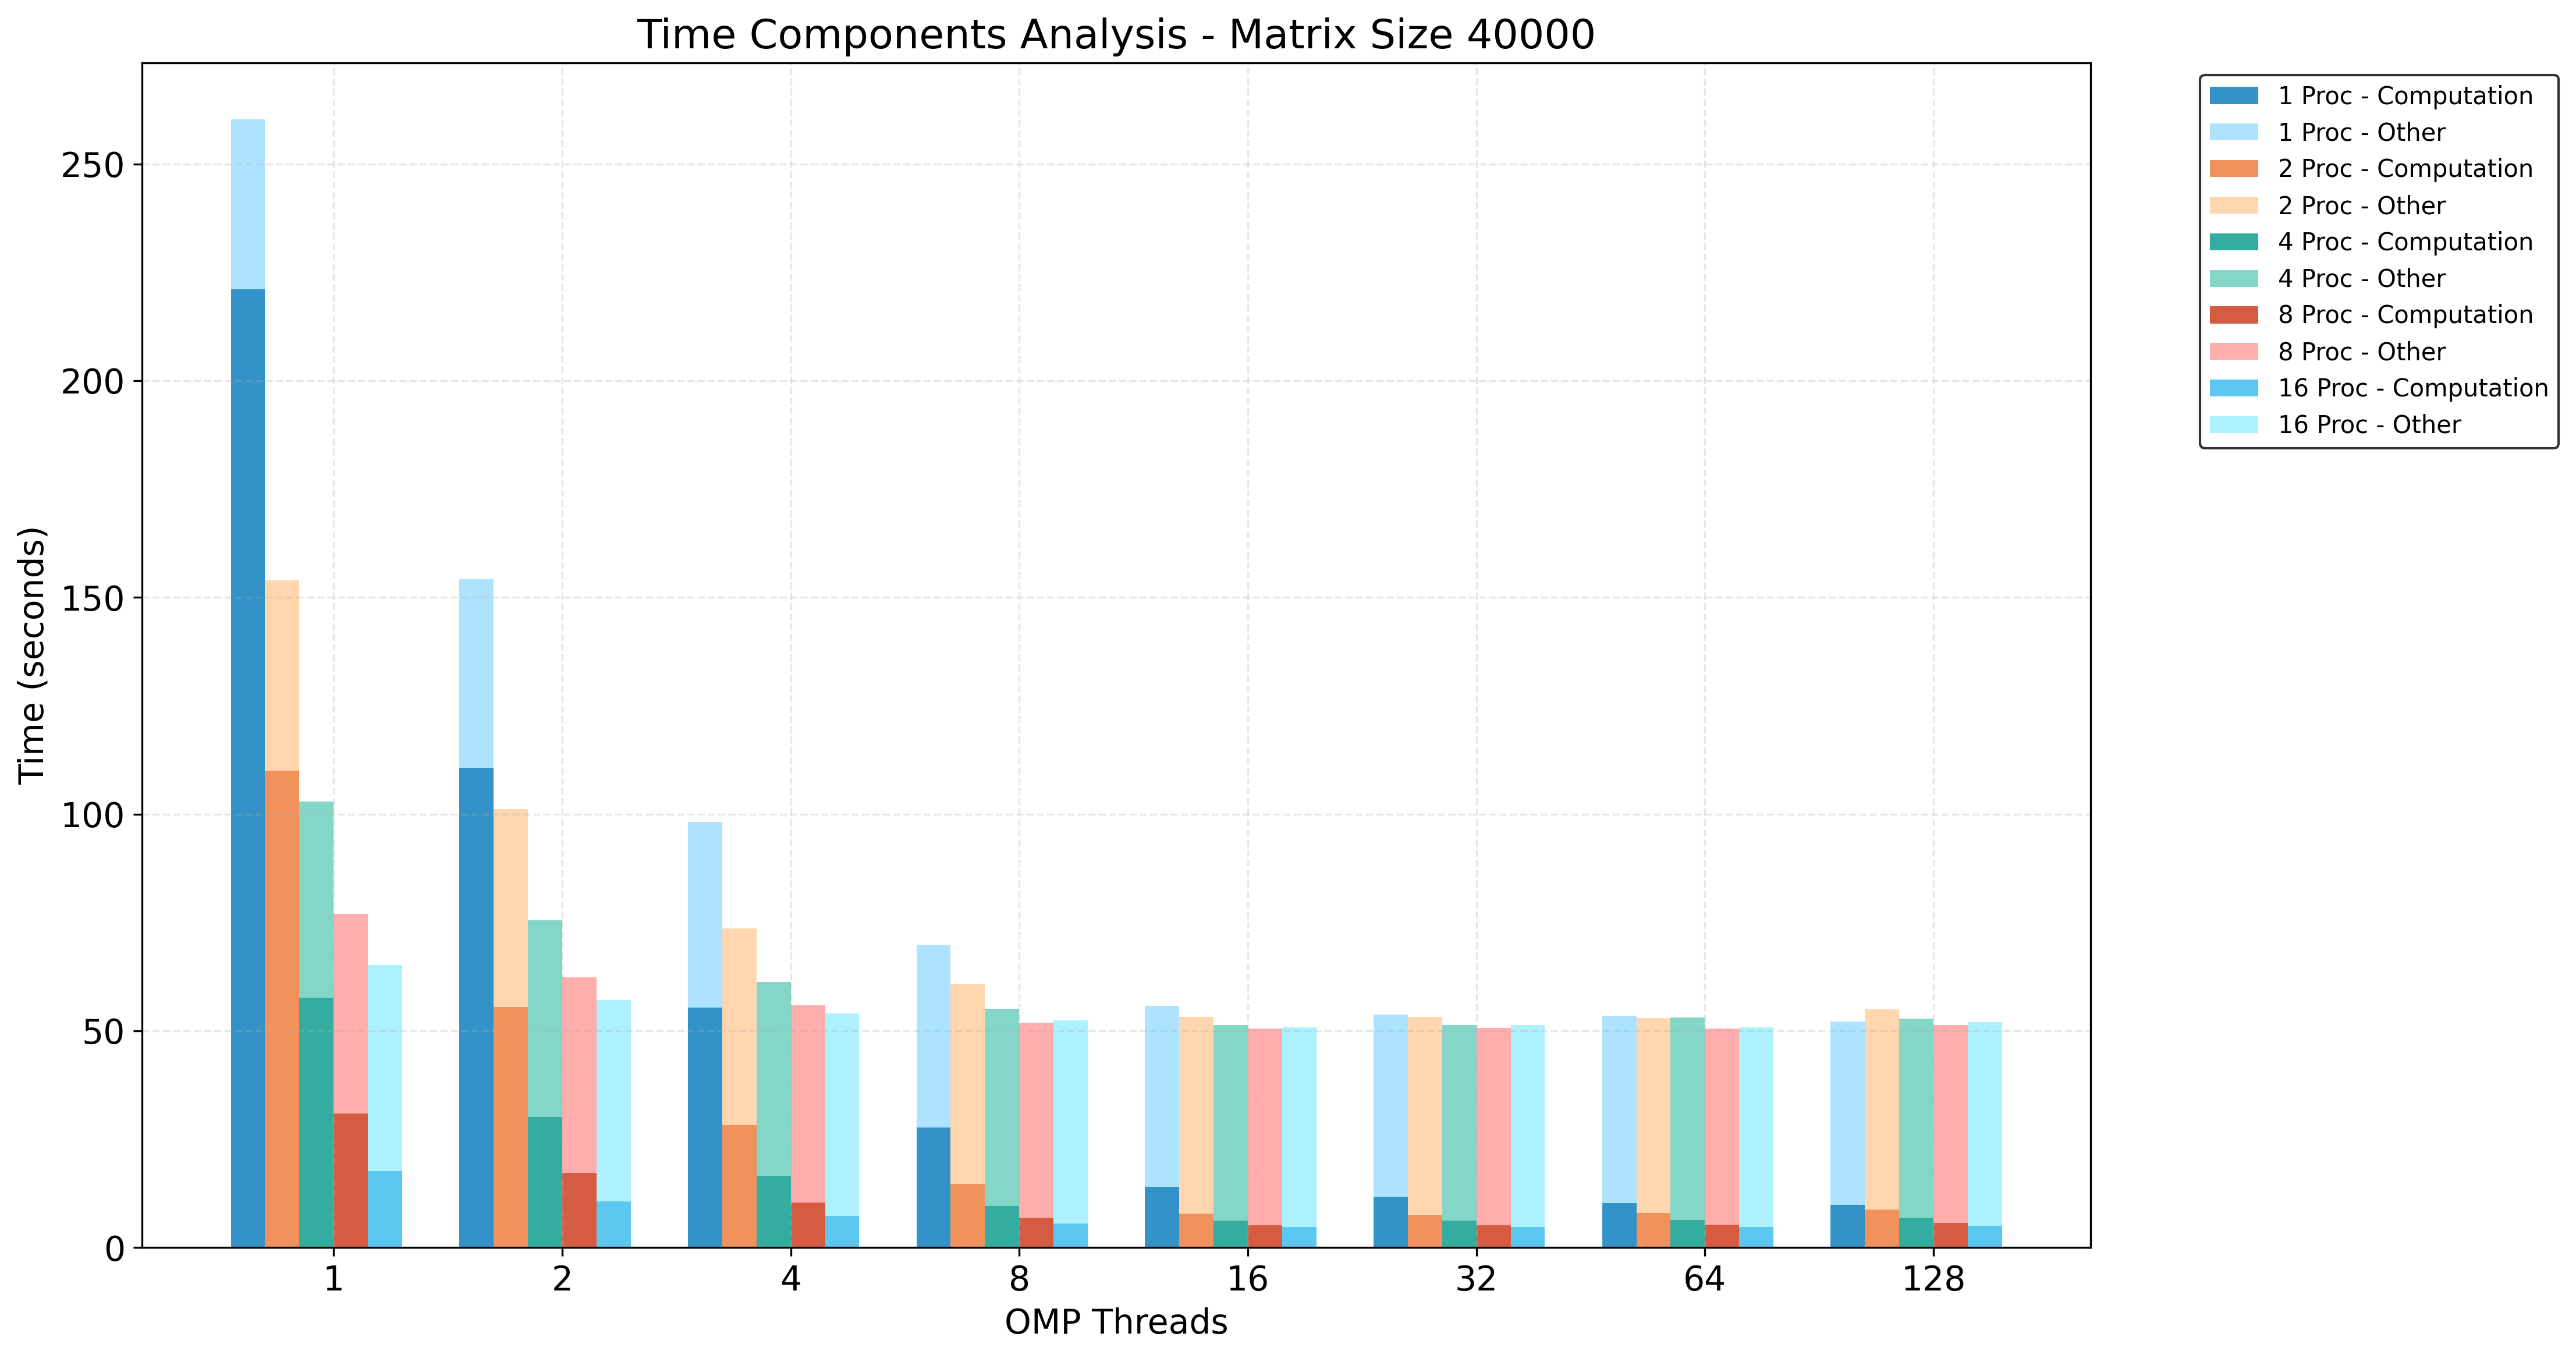 Time Components Analysis - Matrix Size 40000
250
200
150
100
50
0
Time (seconds)
1
2
4
8
16
32
64
128
OMP Threads
1 Proc - Computation
1 Proc - Other
2 Proc - Computation
2 Proc - Other
4 Proc - Computation
4 Proc - Other
8 Proc - Computation
8 Proc - Other
16 Proc - Computation
16 Proc - Other